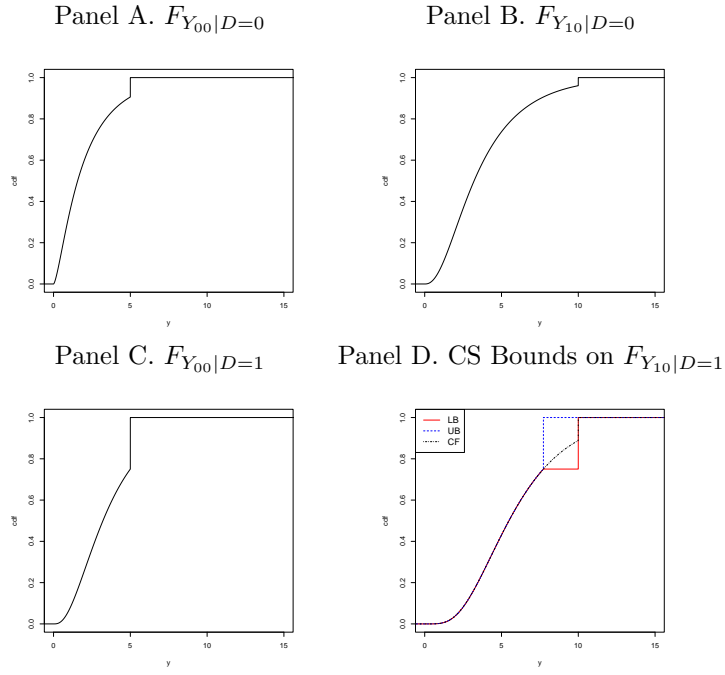 Panel A. F_{Y_{00}|D=0}
Panel B. F_{Y_{10}|D=0}
cdf
1.0
0.8
0.6
0.4
0.2
0.0
0 5 10 15
y
cdf
1.0
0.8
0.6
0.4
0.2
0.0
0 5 10 15
y
Panel C. F_{Y_{00}|D=1}
Panel D. CS Bounds on F_{Y_{10}|D=1}
cdf
1.0
0.8
0.6
0.4
0.2
0.0
0 5 10 15
y
LB
UB
CF
cdf
1.0
0.8
0.6
0.4
0.2
0.0
0 5 10 15
y